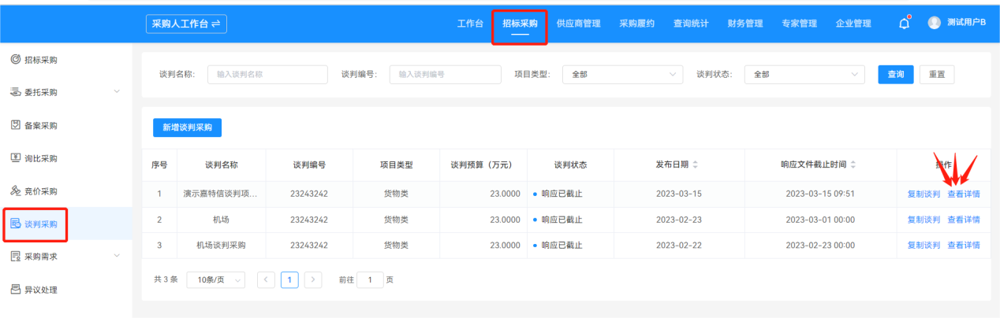 采购人工作台 工作台 招标采购 供应商管理 采购履约 查询统计 财务管理 专家管理 企业管理 测试用户B
招标采购
委托采购
备案采购
询比采购
竞价采购
谈判采购
采购需求
异议处理
谈判名称: 输入谈判名称 谈判编号: 输入谈判编号 项目类型: 全部 谈判状态: 全部 查询 重置
新增谈判采购
序号 谈判名称 谈判编号 项目类型 谈判预算（万元） 谈判状态 发布日期 响应文件截止时间 操作
1 演示嘉特信谈判项... 23243242 货物类 23.0000 响应已截止 2023-03-15 2023-03-15 09:51 复制谈判 查看详情
2 机场 23243242 货物类 23.0000 响应已截止 2023-02-23 2023-03-01 00:00 复制谈判 查看详情
3 机场谈判采购 23243242 货物类 23.0000 响应已截止 2023-02-22 2023-02-23 00:00 复制谈判 查看详情
共 3 条 10条/页 1 前往 1 页